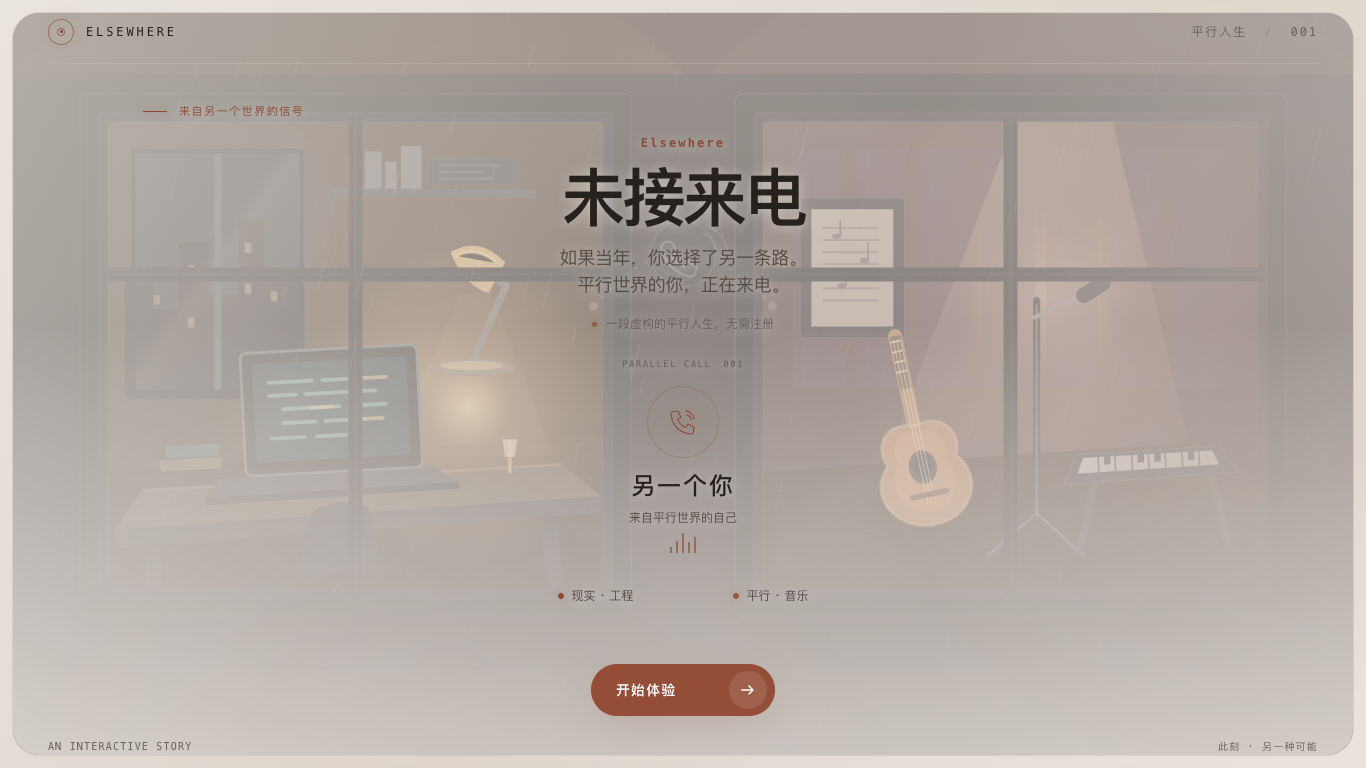 ELSEWHERE
平行人生 / 001
来自另一个世界的信号
Elsewhere
未接来电
如果当年，你选择了另一条路。
平行世界的你，正在来电。
一段虚构的平行人生，无需注册
PARALLEL CALL 001
另一个你
来自平行世界的自己
现实 · 工程
平行 · 音乐
开始体验
AN INTERACTIVE STORY
此刻 · 另一种可能